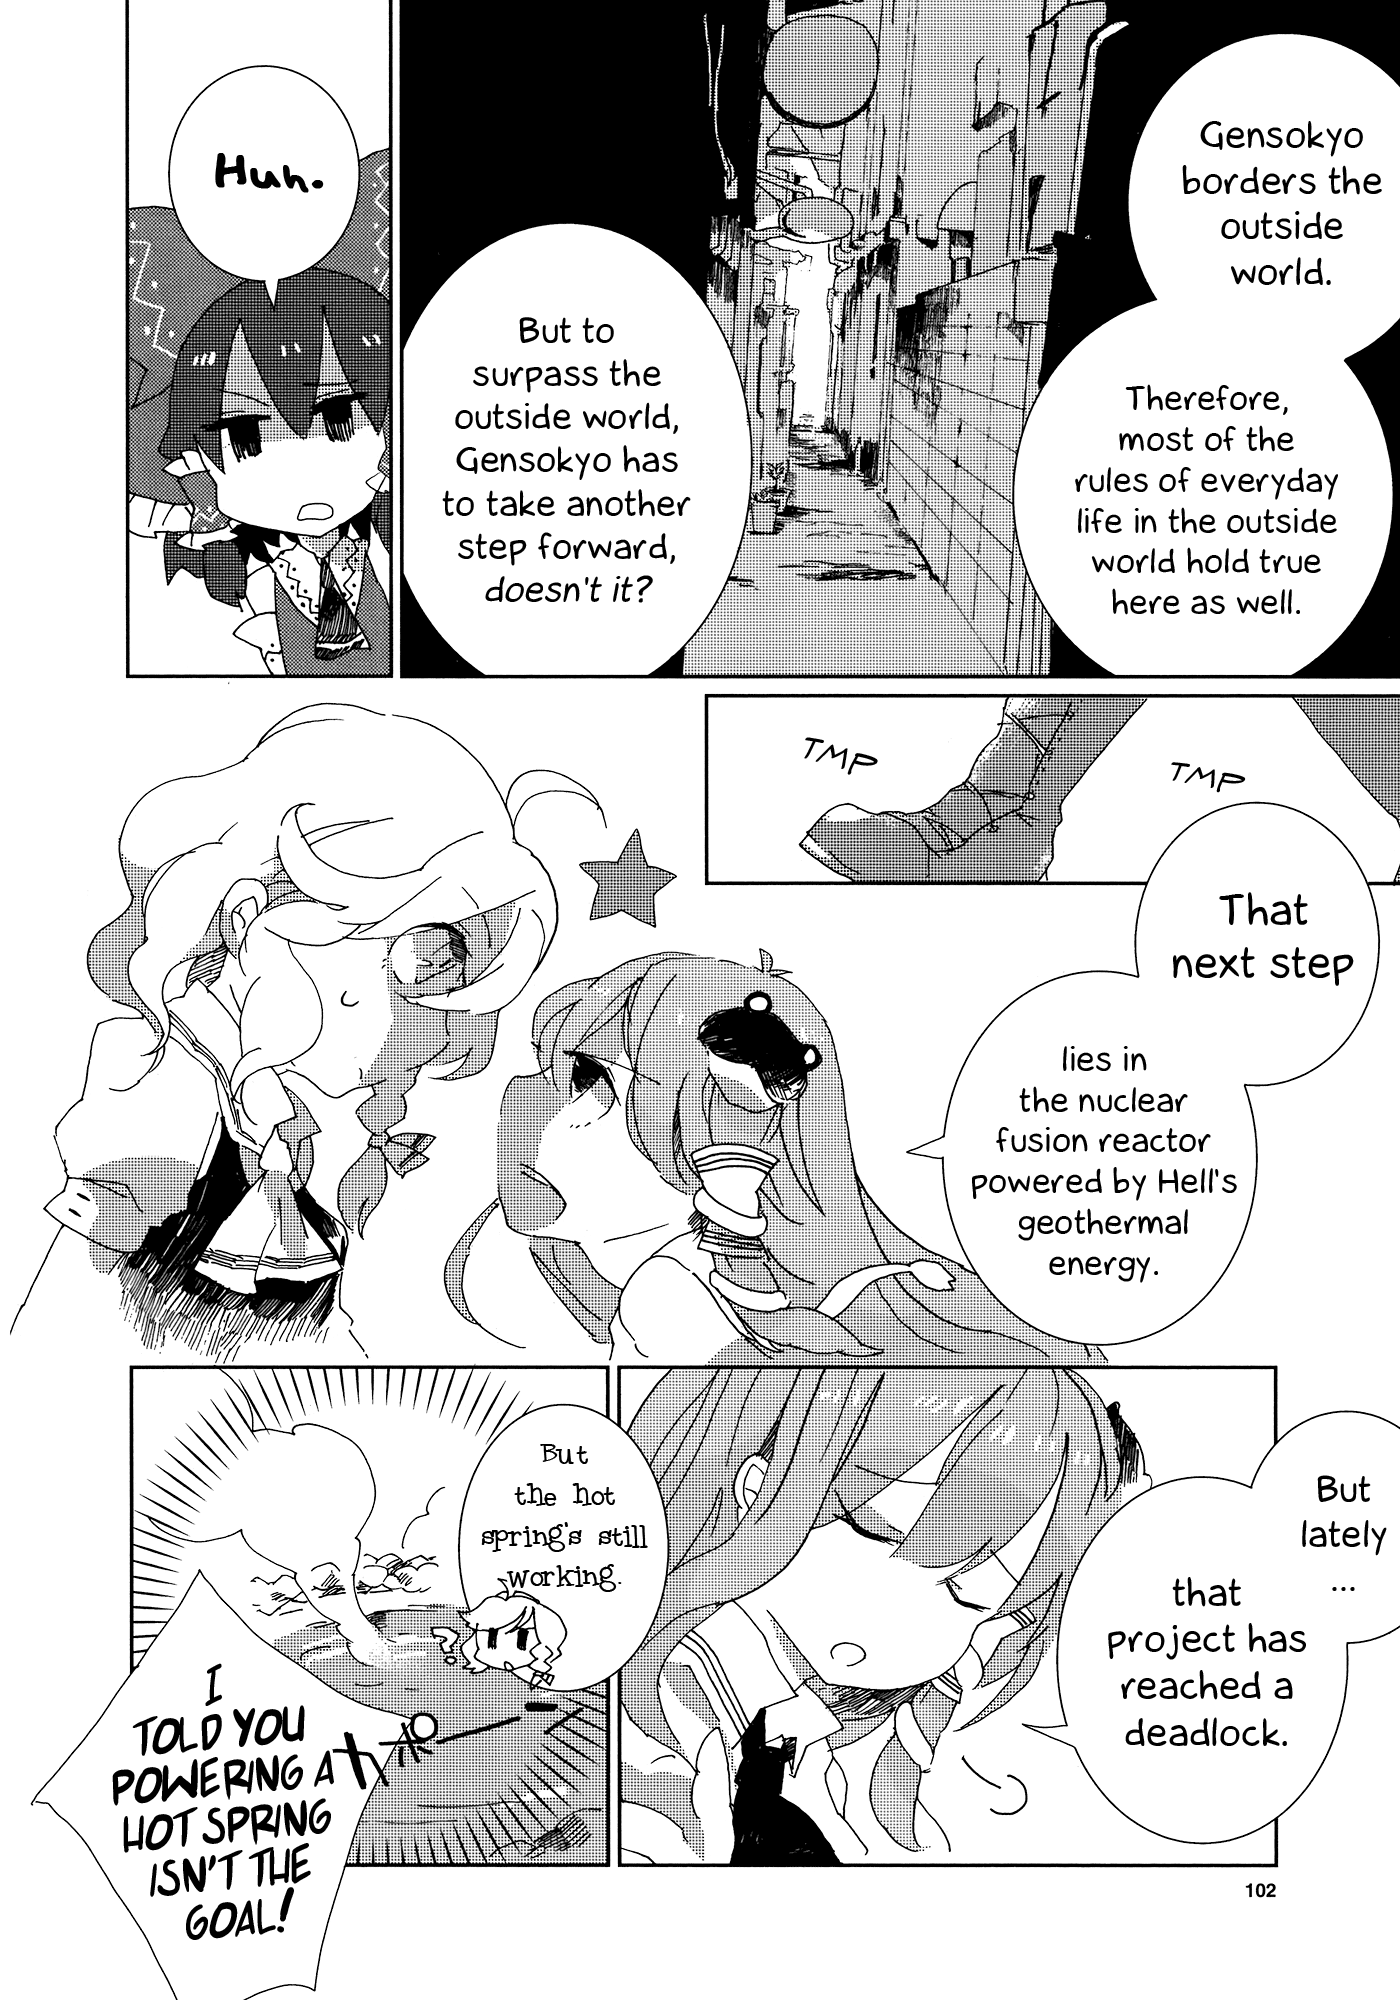 Gensokyo
borders the
outside
world.
Therefore,
most of the
rules of everyday
life in the outside
world hold true
here as well.
But to
surpass the
outside world,
Gensokyo has
to take another
step forward,
doesn't it?
Huh.
TMP
TMP
That
next step
lies in
the nuclear
fusion reactor
powered by Hell's
geothermal
energy.
But
lately
...
that
project has
reached a
deadlock.
But
the hot
spring's still
working.
カポーン
I
TOLD YOU
POWERING A
HOT SPRING
ISN'T THE
GOAL!
102